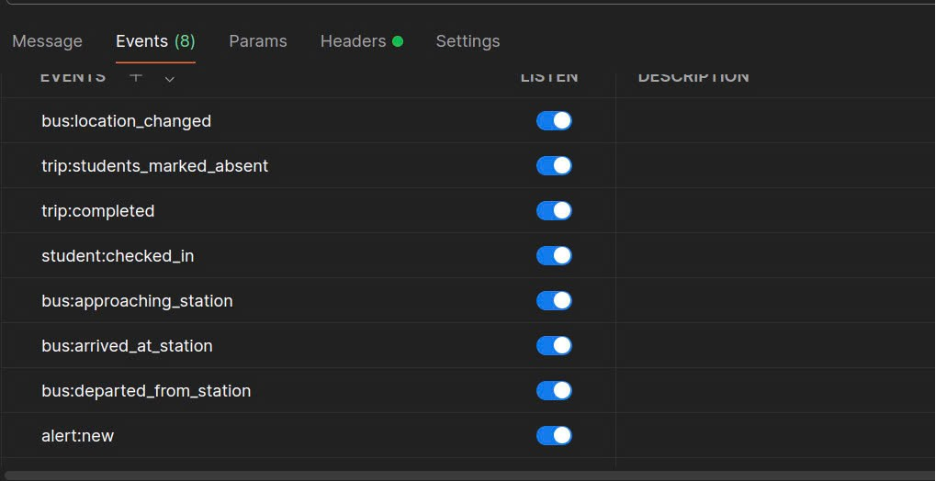 Message Events (8) Params Headers Settings
EVENTS + LISTEN DESCRIPTION
bus:location_changed
trip:students_marked_absent
trip:completed
student:checked_in
bus:approaching_station
bus:arrived_at_station
bus:departed_from_station
alert:new